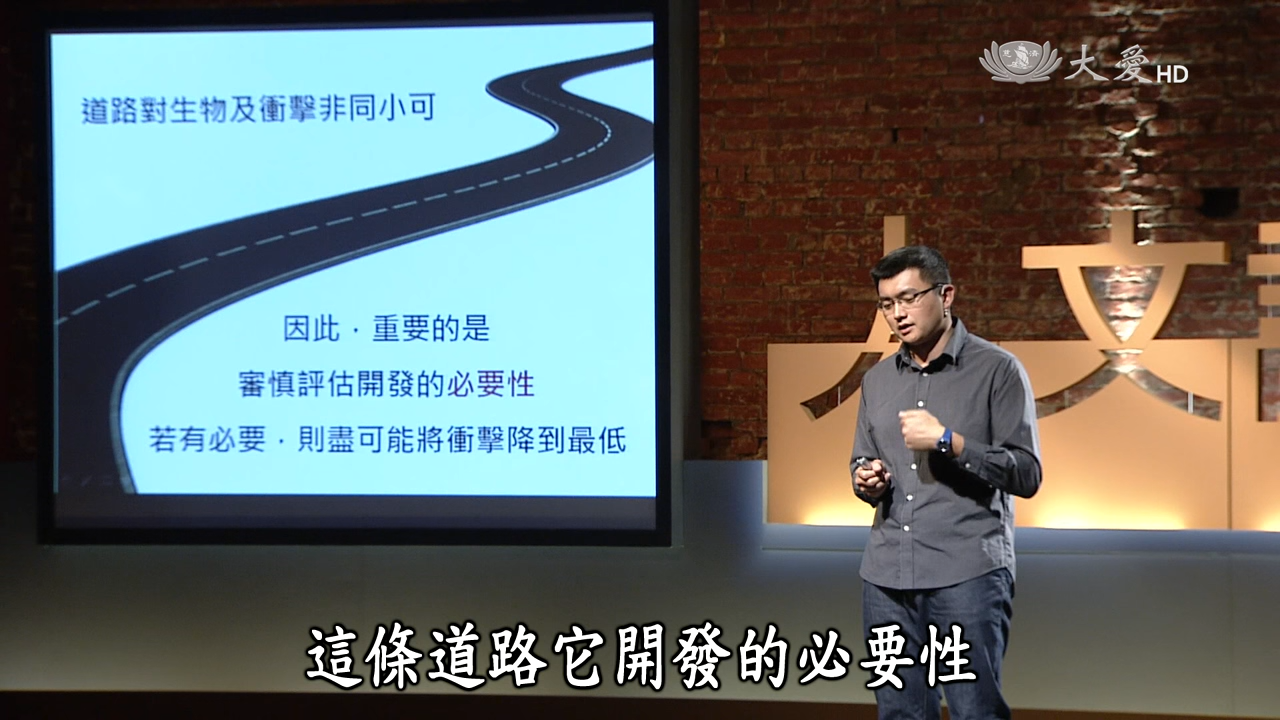 道路對生物及衝擊非同小可
因此，重要的是
審慎評估開發的必要性
若有必要，則盡可能將衝擊降到最低
大愛HD
人文
這條道路它開發的必要性